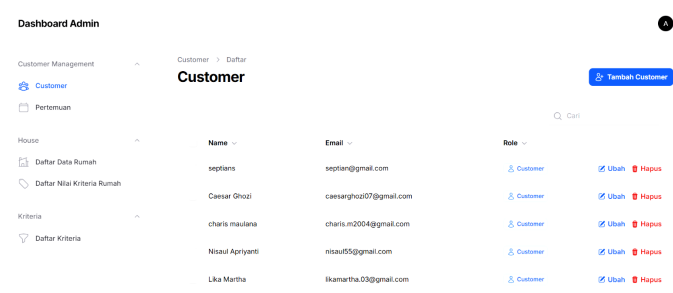 Dashboard Admin
A
Customer Management
Customer
Pertemuan
House
Daftar Data Rumah
Daftar Nilai Kriteria Rumah
Kriteria
Daftar Kriteria
Customer > Daftar
Customer
Tambah Customer
Cari
Name Email Role
septians septian@gmail.com Customer Ubah Hapus
Caesar Ghozi caesarghozi07@gmail.com Customer Ubah Hapus
charis maulana charis.m2004@gmail.com Customer Ubah Hapus
Nisaul Apriyanti nisaul55@gmail.com Customer Ubah Hapus
Lika Martha likamartha.03@gmail.com Customer Ubah Hapus